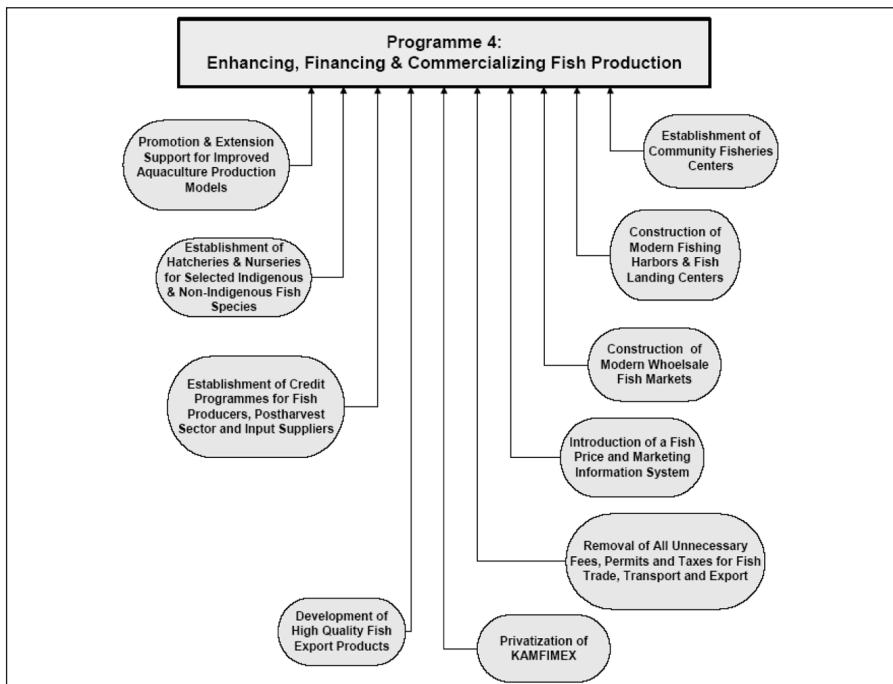 Programme 4:
Enhancing, Financing & Commercializing Fish Production
Promotion & Extension
Support for Improved
Aquaculture Production
Models
Establishment of
Hatcheries & Nurseries
for Selected Indigenous
& Non-Indigenous Fish
Species
Establishment of Credit
Programmes for Fish
Producers, Postharvest
Sector and Input Suppliers
Development of
High Quality Fish
Export Products
Privatization of
KAMFIMEX
Removal of All Unnecessary
Fees, Permits and Taxes for Fish
Trade, Transport and Export
Introduction of a Fish
Price and Marketing
Information System
Construction of
Modern Whoelsale
Fish Markets
Construction of
Modern Fishing
Harbors & Fish
Landing Centers
Establishment of
Community Fisheries
Centers